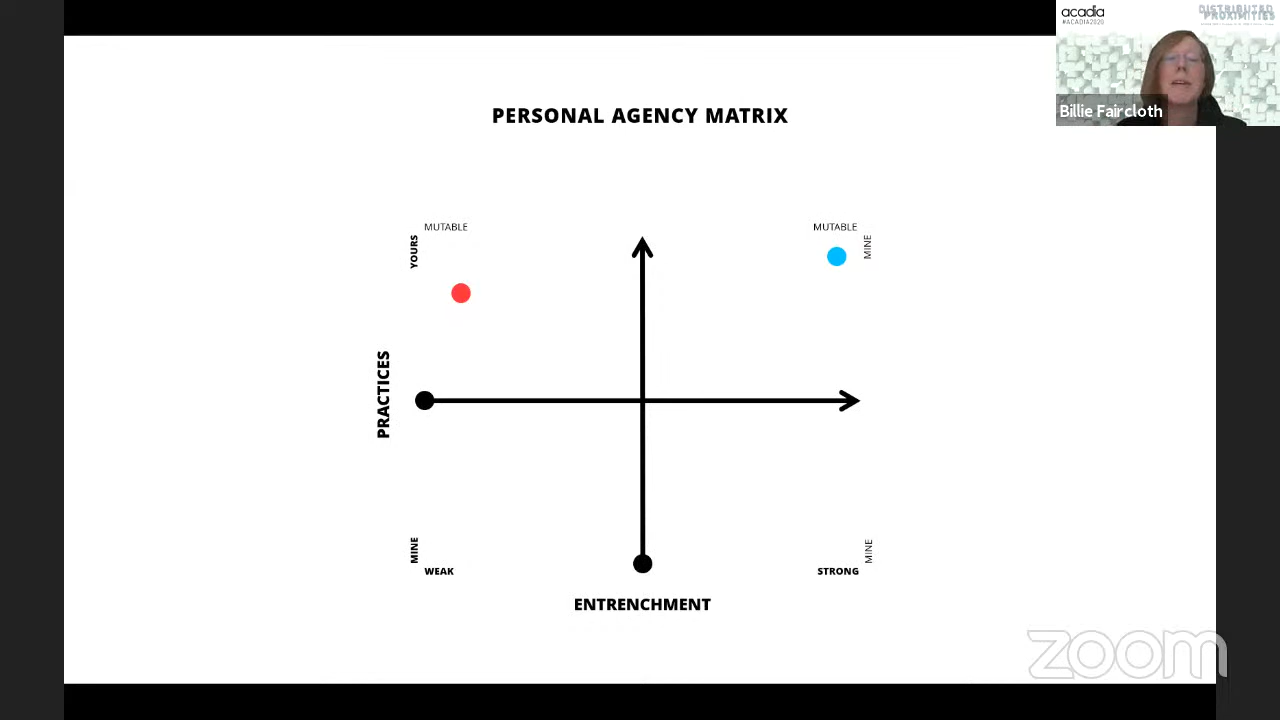 acadia
#ACADIA2020
DISTRIBUTED
PROXIMITIES
Billie Faircloth
PERSONAL AGENCY MATRIX
MUTABLE
MUTABLE
YOURS
MINE
PRACTICES
MINE
MINE
WEAK
STRONG
ENTRENCHMENT
zoom